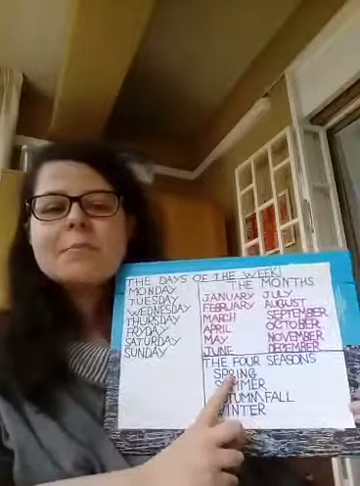 THE DAYS OF THE WEEK!
MONDAY
TUESDAY
WEDNESDAY
THURSDAY
FRYDAY
SATURDAY
SUNDAY
THE MONTHS
JANUARY JULY
FEBRUARY AUGUST
MARCH SEPTEMBER
APRIL OCTOBER
MAY NOVEMBER
JUNE DECEMBER
THE FOUR SEASONS
SPRING
SUMMER
AUTUMN/FALL
WINTER